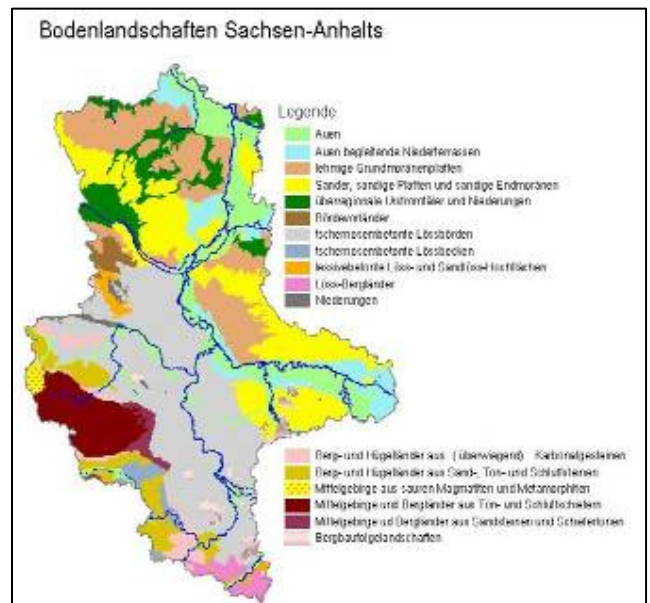 Bodenlandschaften Sachsen-Anhalts
Legende
Auen
Auen begleitende Niederterrassen
lehmige Grundmoränenplatten
Sander, sandige Platten und sandige Endmoränen
überregionale Urstromtäler und Niederungen
Bördevorländer
tschernosembetonte Lössbörden
tschernosembetonte Lössbecken
lessivebetonte Löss- und Sandlöss-Hochflächen
Löss-Bergländer
Niederungen
Berg-und Hügelländer aus ( überwiegend) Karbonatgesteinen
Berg-und Hügelländer aus Sand-, Ton- und Schluffsteinen
Mittelgebirge aus sauren Magmatiten und Metamorphiten
Mittelgebirge und Bergländer aus Ton- und Schluffschiefern
Mittelgebirge ud Bergländer aus Sandsteinen und Schiefertonen
Bergbaufolgelandschaften